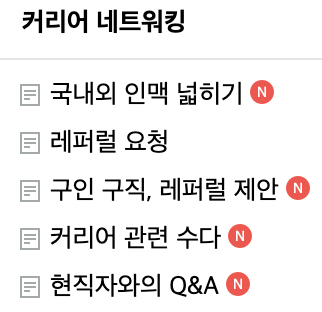 커리어 네트워킹
국내외 인맥 넓히기 N
레퍼럴 요청
구인 구직, 레퍼럴 제안 N
커리어 관련 수다 N
현직자와의 Q&A N